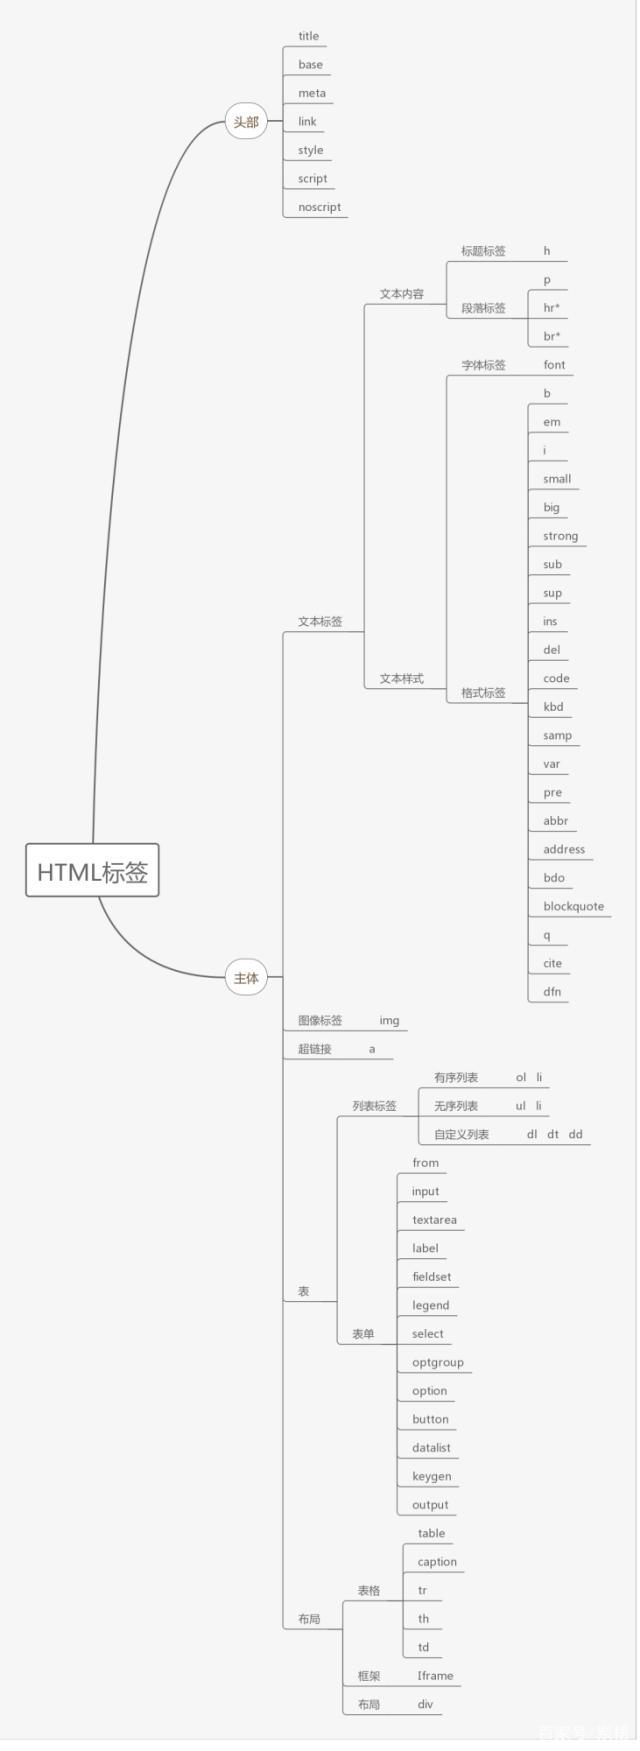 title
base
meta
头部
link
style
script
noscript
标题标签 h
p
文本内容
段落标签 hr*
br*
字体标签 font
b
em
i
small
big
strong
sub
sup
文本标签 ins
del
文本样式 code
格式标签
kbd
samp
var
pre
abbr
address
HTML标签
bdo
blockquote
q
cite
主体
dfn
图像标签 img
超链接 a
有序列表 ol li
列表标签 无序列表 ul li
自定义列表 dl dt dd
from
input
textarea
label
fieldset
表
legend
表单 select
optgroup
option
button
datalist
keygen
output
table
caption
表格 tr
布局 th
td
框架 Iframe
布局 div